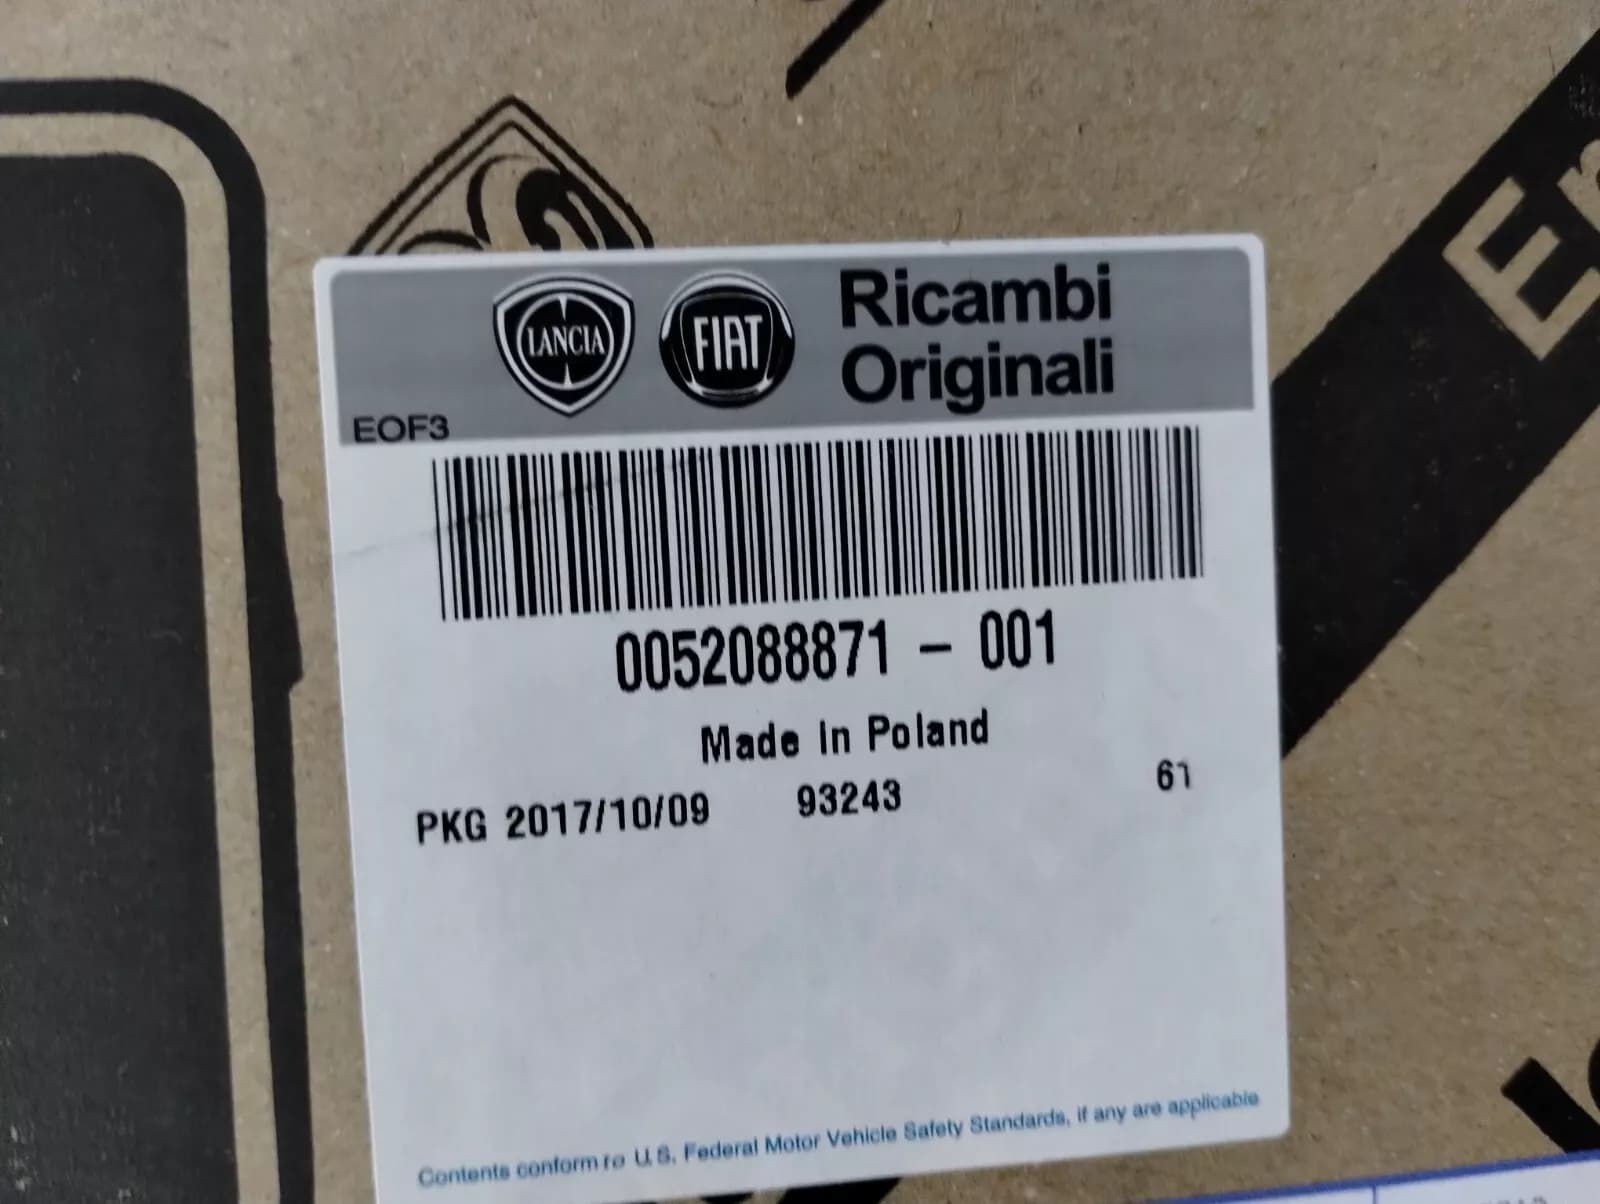 LANCIA
FIAT
Ricambi
Originali
EOF3
0052088871 - 001
Made in Poland
PKG 2017/10/09 93243 61
Contents conform to U.S. Federal Motor Vehicle Safety Standards, if any are applicable